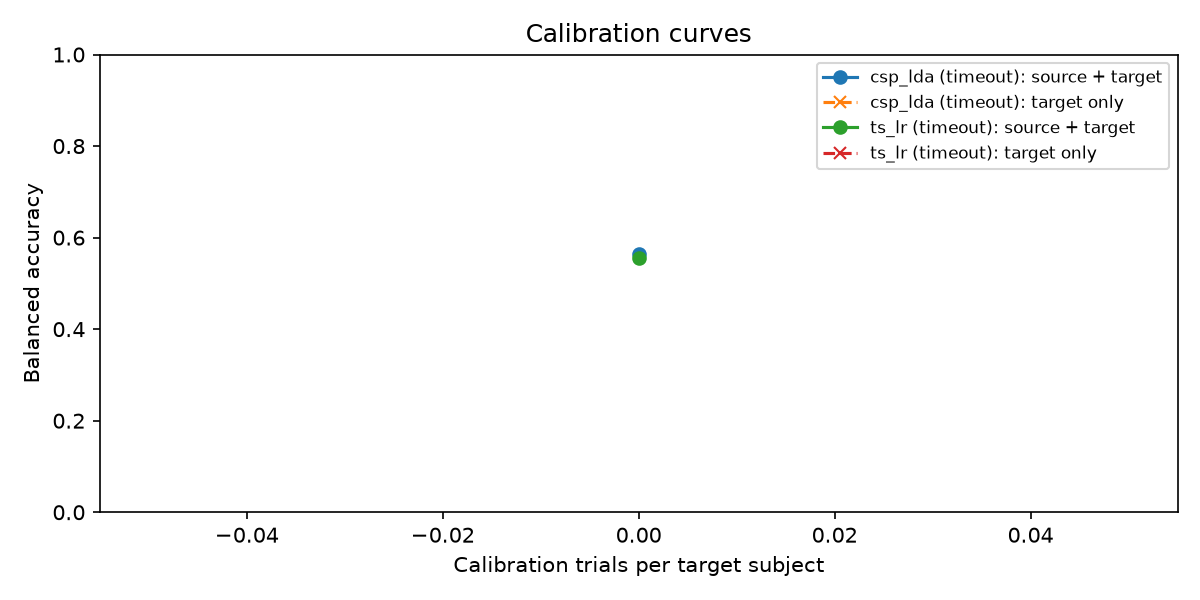 Calibration curves
1.0
0.8
0.6
0.4
0.2
0.0
Balanced accuracy
csp_lda (timeout): source + target
csp_lda (timeout): target only
ts_lr (timeout): source + target
ts_lr (timeout): target only
−0.04 −0.02 0.00 0.02 0.04
Calibration trials per target subject